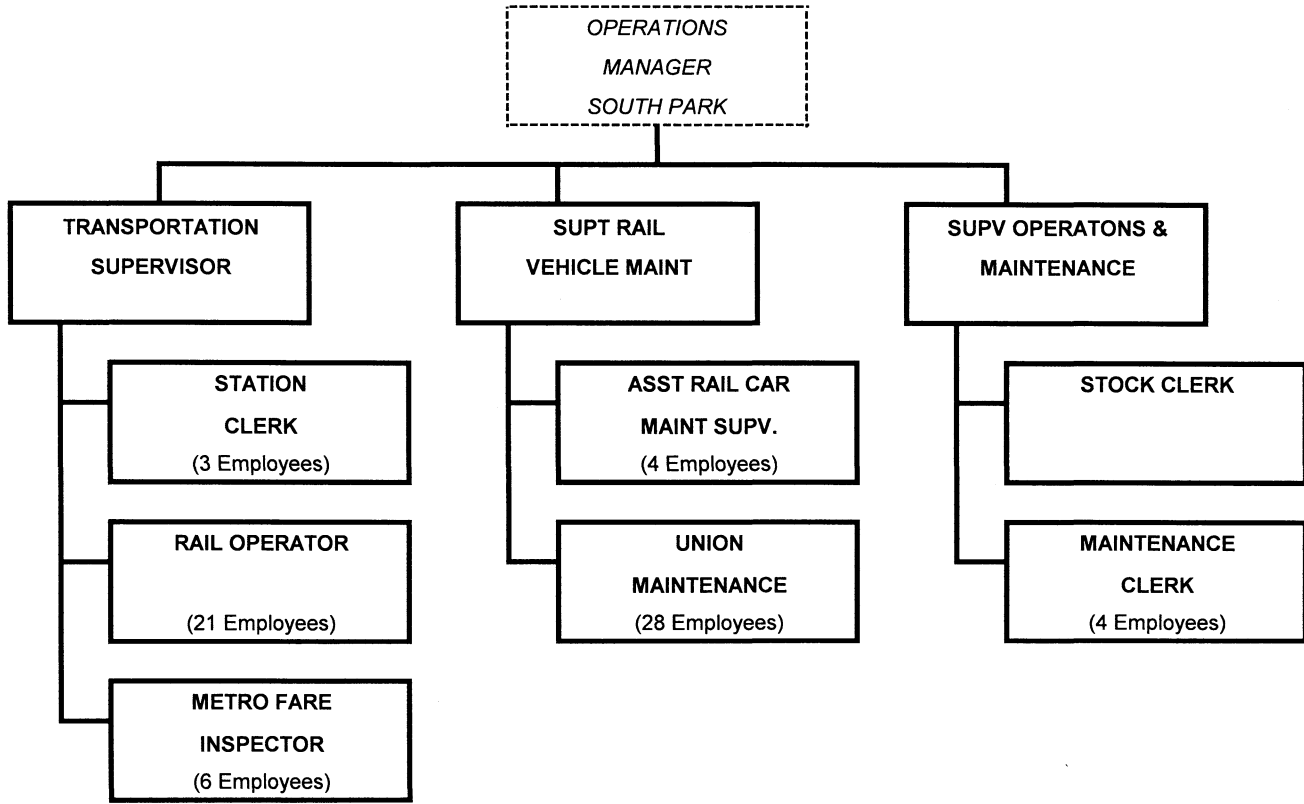 OPERATIONS
MANAGER
SOUTH PARK
TRANSPORTATION
SUPERVISOR
STATION
CLERK
(3 Employees)
RAIL OPERATOR
(21 Employees)
METRO FARE
INSPECTOR
(6 Employees)
SUPT RAIL
VEHICLE MAINT
ASST RAIL CAR
MAINT SUPV.
(4 Employees)
UNION
MAINTENANCE
(28 Employees)
SUPV OPERATONS &
MAINTENANCE
STOCK CLERK
MAINTENANCE
CLERK
(4 Employees)